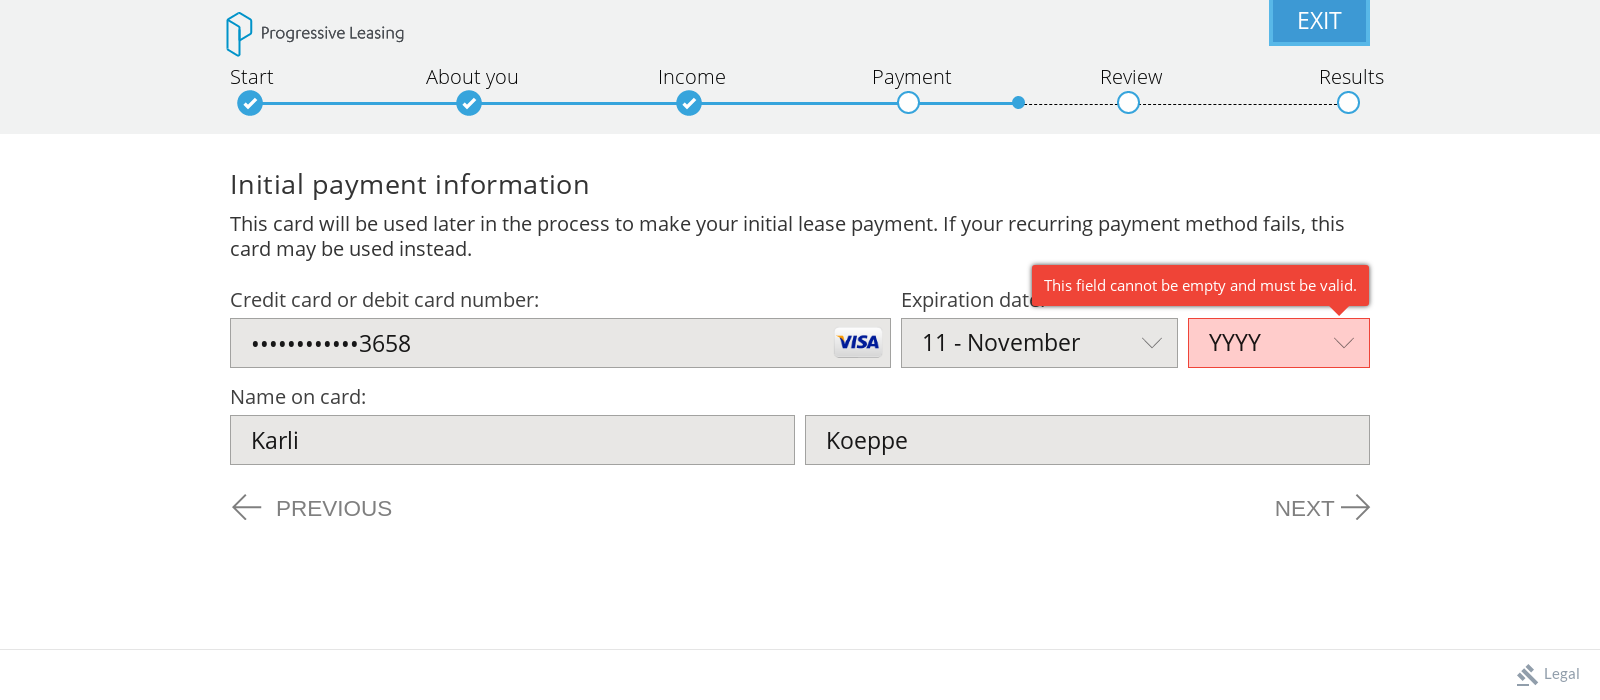 Progressive Leasing
EXIT
Start
About you
Income
Payment
Review
Results
Initial payment information
This card will be used later in the process to make your initial lease payment. If your recurring payment method fails, this
card may be used instead.
This field cannot be empty and must be valid.
Credit card or debit card number:
Expiration date:
••••••••••••3658
VISA
11 - November
YYYY
Name on card:
Karli
Koeppe
PREVIOUS
NEXT
Legal